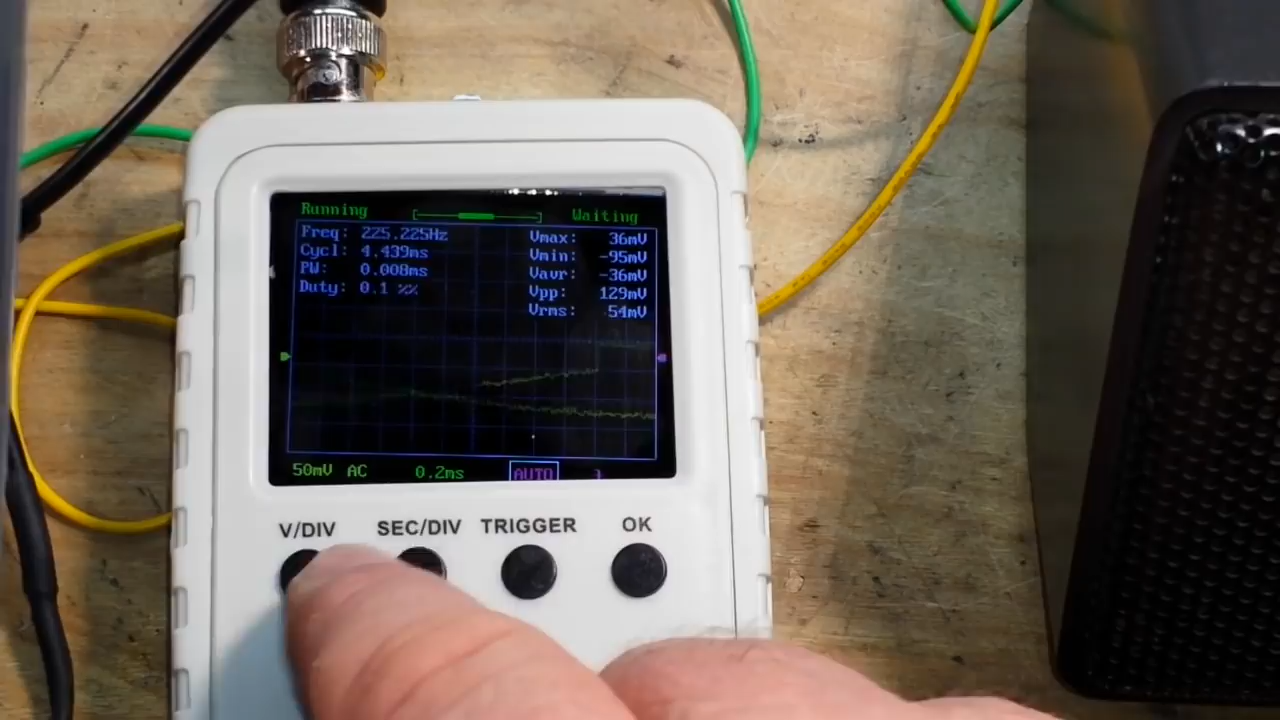 Running Waiting
Freq: 225.225Hz
Cycl: 4.439ms
PW: 0.008ms
Duty: 0.1 %%
Vmax: 36mV
Vmin: -95mV
Vavr: -36mV
Vpp: 129mV
Vrms: 54mV
50mV AC 0.2ms AUTO
V/DIV SEC/DIV TRIGGER OK